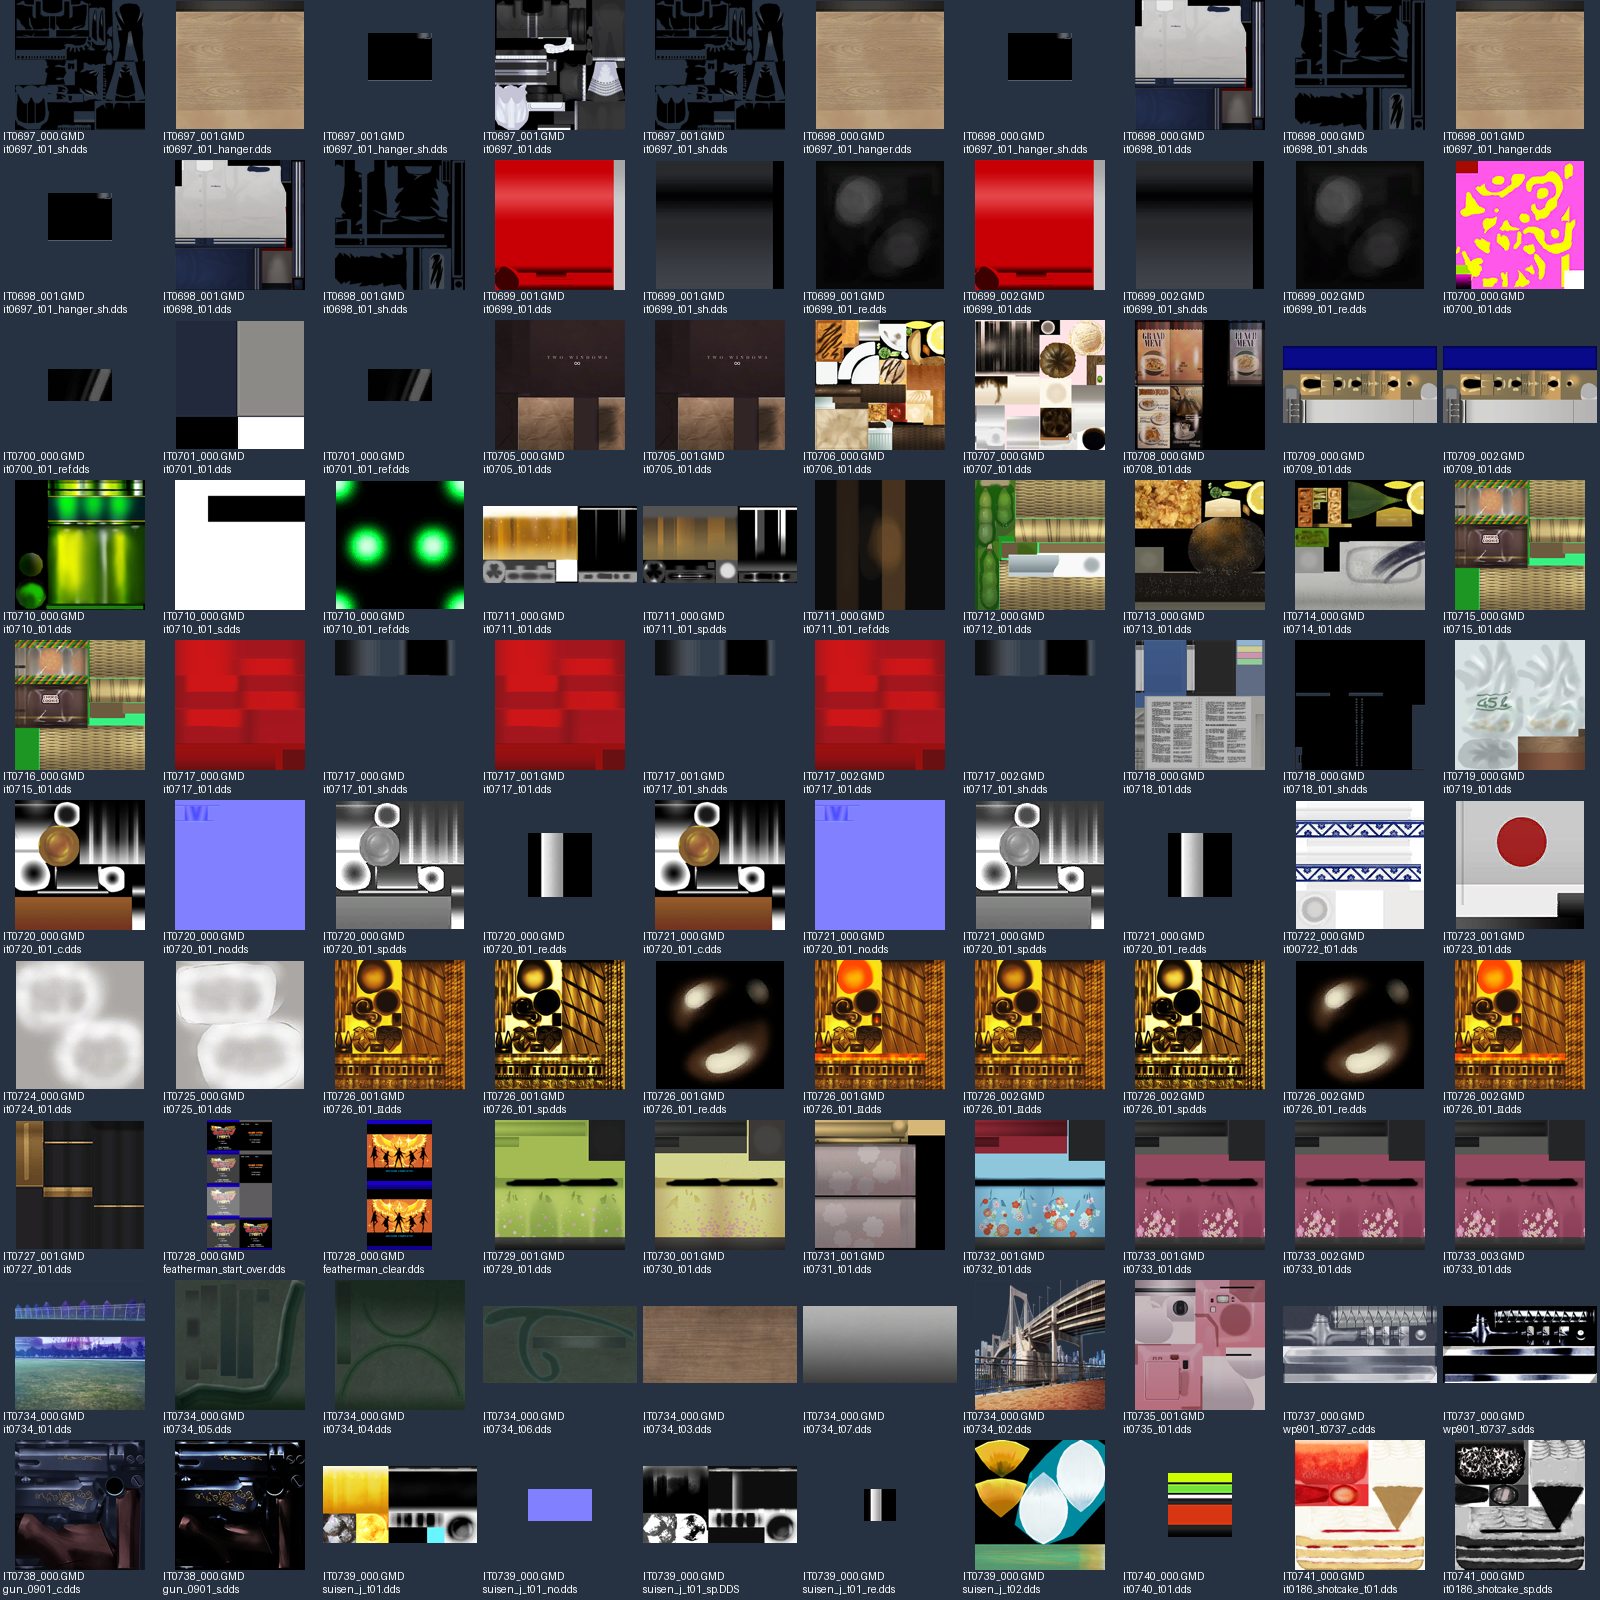 IT0697_000.GMD
it0697_t01_sh.dds
IT0697_001.GMD
it0697_t01_hanger.dds
IT0697_001.GMD
it0697_t01_hanger_sh.dds
IT0697_001.GMD
it0697_t01.dds
IT0697_001.GMD
it0697_t01_sh.dds
IT0698_000.GMD
it0697_t01_hanger.dds
IT0698_000.GMD
it0697_t01_hanger_sh.dds
IT0698_000.GMD
it0698_t01.dds
IT0698_000.GMD
it0698_t01_sh.dds
IT0698_001.GMD
it0697_t01_hanger.dds
IT0698_001.GMD
it0697_t01_hanger_sh.dds
IT0698_001.GMD
it0698_t01.dds
IT0698_001.GMD
it0698_t01_sh.dds
IT0699_001.GMD
it0699_t01.dds
IT0699_001.GMD
it0699_t01_sh.dds
IT0699_001.GMD
it0699_t01_re.dds
IT0699_002.GMD
it0699_t01.dds
IT0699_002.GMD
it0699_t01_sh.dds
IT0699_002.GMD
it0699_t01_re.dds
IT0700_000.GMD
it0700_t01.dds
TWO WINDOWS
TWO WINDOWS
GRAND
MENU
LUNCH
MENU
IT0700_000.GMD
it0700_t01_ref.dds
IT0701_000.GMD
it0701_t01.dds
IT0701_000.GMD
it0701_t01_ref.dds
IT0705_000.GMD
it0705_t01.dds
IT0705_001.GMD
it0705_t01.dds
IT0706_000.GMD
it0706_t01.dds
IT0707_000.GMD
it0707_t01.dds
IT0708_000.GMD
it0708_t01.dds
IT0709_000.GMD
it0709_t01.dds
IT0709_002.GMD
it0709_t01.dds
IT0710_000.GMD
it0710_t01.dds
IT0710_000.GMD
it0710_t01_s.dds
IT0710_000.GMD
it0710_t01_ref.dds
IT0711_000.GMD
it0711_t01.dds
IT0711_000.GMD
it0711_t01_sp.dds
IT0711_000.GMD
it0711_t01_ref.dds
IT0712_000.GMD
it0712_t01.dds
IT0713_000.GMD
it0713_t01.dds
IT0714_000.GMD
it0714_t01.dds
IT0715_000.GMD
it0715_t01.dds
IT0716_000.GMD
it0715_t01.dds
IT0717_000.GMD
it0717_t01.dds
IT0717_000.GMD
it0717_t01_sh.dds
IT0717_001.GMD
it0717_t01.dds
IT0717_001.GMD
it0717_t01_sh.dds
IT0717_002.GMD
it0717_t01.dds
IT0717_002.GMD
it0717_t01_sh.dds
IT0718_000.GMD
it0718_t01.dds
IT0718_000.GMD
it0718_t01_sh.dds
IT0719_000.GMD
it0719_t01.dds
IT0720_000.GMD
it0720_t01_c.dds
IT0720_000.GMD
it0720_t01_no.dds
IT0720_000.GMD
it0720_t01_sp.dds
IT0720_000.GMD
it0720_t01_re.dds
IT0721_000.GMD
it0720_t01_c.dds
IT0721_000.GMD
it0720_t01_no.dds
IT0721_000.GMD
it0720_t01_sp.dds
IT0721_000.GMD
it0720_t01_re.dds
IT0722_000.GMD
it00722_t01.dds
IT0723_001.GMD
it0723_t01.dds
IT0724_000.GMD
it0724_t01.dds
IT0725_000.GMD
it0725_t01.dds
IT0726_001.GMD
IT0726_001.GMD
it0726_t01_sp.dds
IT0726_001.GMD
it0726_t01_re.dds
IT0726_001.GMD
IT0726_002.GMD
IT0726_002.GMD
it0726_t01_sp.dds
IT0726_002.GMD
it0726_t01_re.dds
IT0726_002.GMD
IT0727_001.GMD
it0727_t01.dds
IT0728_000.GMD
featherman_start_over.dds
IT0728_000.GMD
featherman_clear.dds
IT0729_001.GMD
it0729_t01.dds
IT0730_001.GMD
it0730_t01.dds
IT0731_001.GMD
it0731_t01.dds
IT0732_001.GMD
it0732_t01.dds
IT0733_001.GMD
it0733_t01.dds
IT0733_002.GMD
it0733_t01.dds
IT0733_003.GMD
it0733_t01.dds
IT0734_000.GMD
it0734_t01.dds
IT0734_000.GMD
it0734_t05.dds
IT0734_000.GMD
it0734_t04.dds
IT0734_000.GMD
it0734_t06.dds
IT0734_000.GMD
it0734_t03.dds
IT0734_000.GMD
it0734_t07.dds
IT0734_000.GMD
it0734_t02.dds
IT0735_001.GMD
it0735_t01.dds
IT0737_000.GMD
wp901_t0737_c.dds
IT0737_000.GMD
wp901_t0737_s.dds
IT0738_000.GMD
gun_0901_c.dds
IT0738_000.GMD
gun_0901_s.dds
IT0739_000.GMD
suisen_j_t01.dds
IT0739_000.GMD
suisen_j_t01_no.dds
IT0739_000.GMD
suisen_j_t01_sp.DDS
IT0739_000.GMD
suisen_j_t01_re.dds
IT0739_000.GMD
suisen_j_t02.dds
IT0740_000.GMD
it0740_t01.dds
IT0741_000.GMD
it0186_shotcake_t01.dds
IT0741_000.GMD
it0186_shotcake_sp.dds